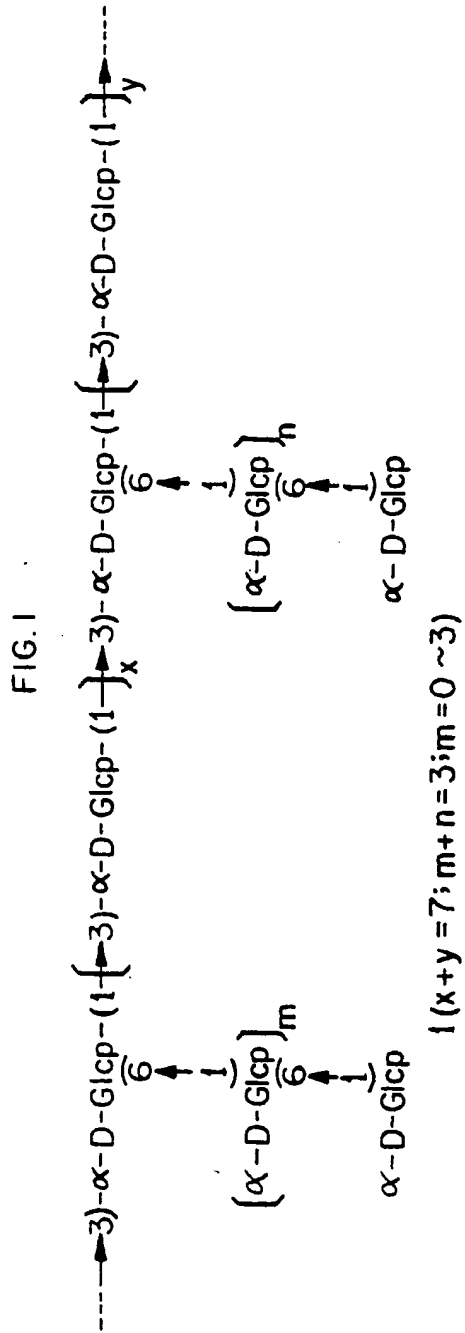 FIG. 1
3)-α-D-Glcp-(1 [ 3)-α-D-Glcp-(1 ]x 3)-α-D-Glcp-(1 [ 3)-α-D-Glcp-(1 ]y
(6 (6
1) 1)
[α-D-Glcp]m [α-D-Glcp]n
(6 (6
1) 1)
α-D-Glcp α-D-Glcp
1 (x+y=7; m+n=3; m=0~3)